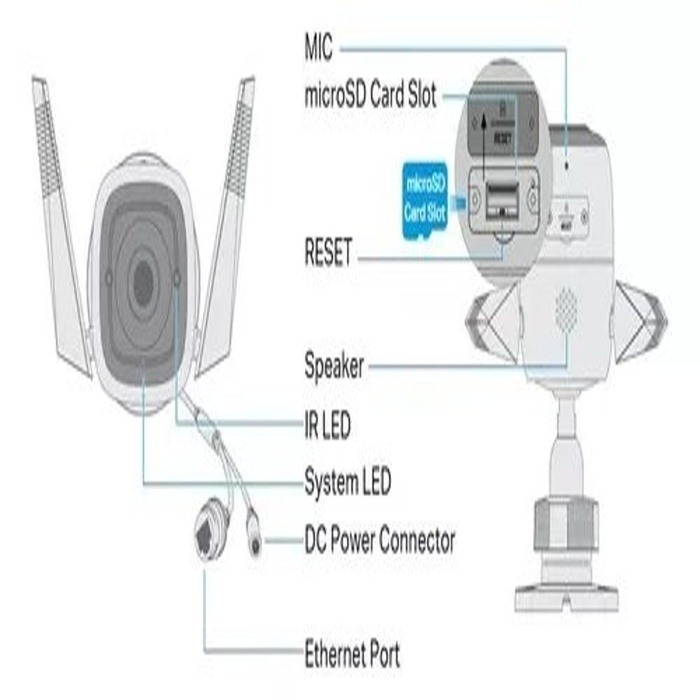 MIC
microSD Card Slot
RESET
microSD
Card Slot
RESET
Speaker
IR LED
System LED
DC Power Connector
Ethernet Port